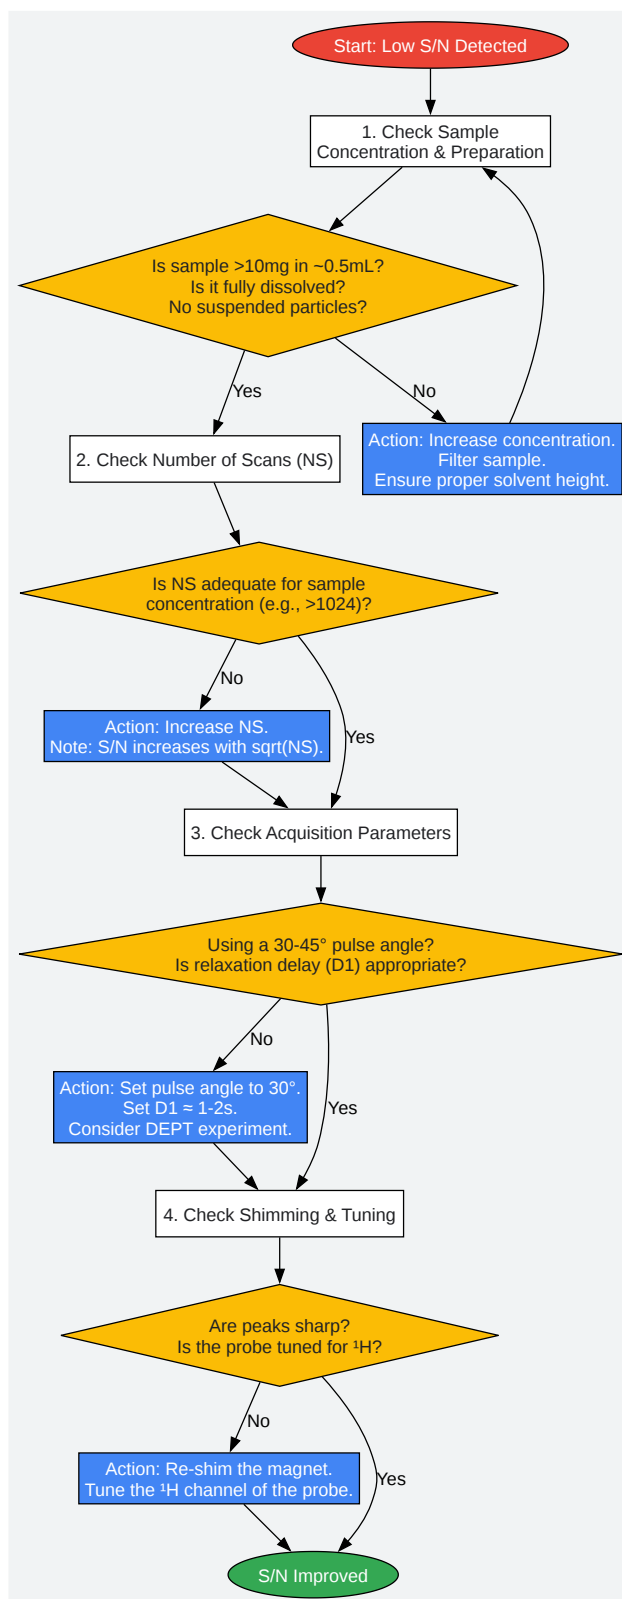 Start: Low S/N Detected
1. Check Sample
Concentration & Preparation
Is sample >10mg in ~0.5mL?
Is it fully dissolved?
No suspended particles?
Yes
No
Action: Increase concentration.
Filter sample.
Ensure proper solvent height.
2. Check Number of Scans (NS)
Is NS adequate for sample
concentration (e.g., >1024)?
No
Yes
Action: Increase NS.
Note: S/N increases with sqrt(NS).
3. Check Acquisition Parameters
Using a 30-45° pulse angle?
Is relaxation delay (D1) appropriate?
No
Yes
Action: Set pulse angle to 30°.
Set D1 ≈ 1-2s.
Consider DEPT experiment.
4. Check Shimming & Tuning
Are peaks sharp?
Is the probe tuned for ¹H?
No
Yes
Action: Re-shim the magnet.
Tune the ¹H channel of the probe.
S/N Improved